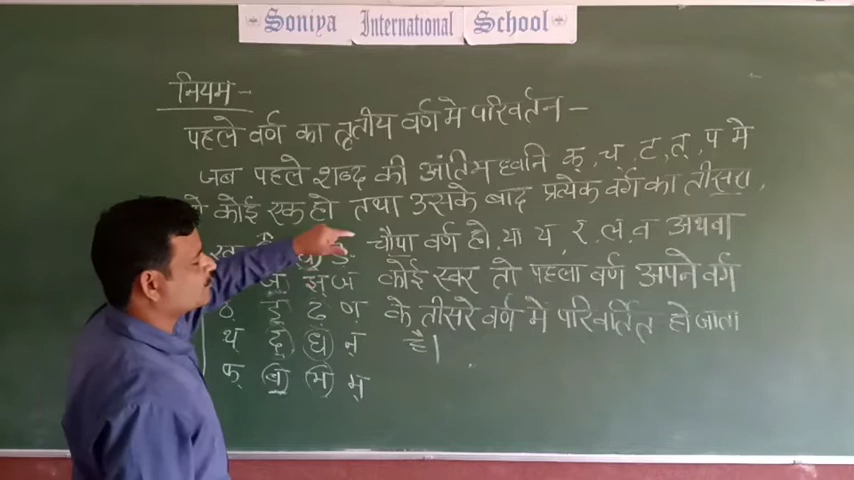 Soniya International School
नियम -
पहले वर्ण का तृतीय वर्ण मे परिवर्तन -
जब पहले शब्द की अंतिम ध्वनि क्, च्, ट्, त्, प् मे
से कोई एक हो तथा उसके बाद प्रत्येक वर्ग का तीसरा,
चौथा वर्ण हो, या य, र, ल, व अथवा
कोई स्वर तो पहला वर्ण अपने वर्ग
के तीसरे वर्ण मे परिवर्तित हो जाता
है।
ज् झ् ञ
ठ ड् ढ् ण्
थ् द् ध् न्
फ् ब् भ् म्